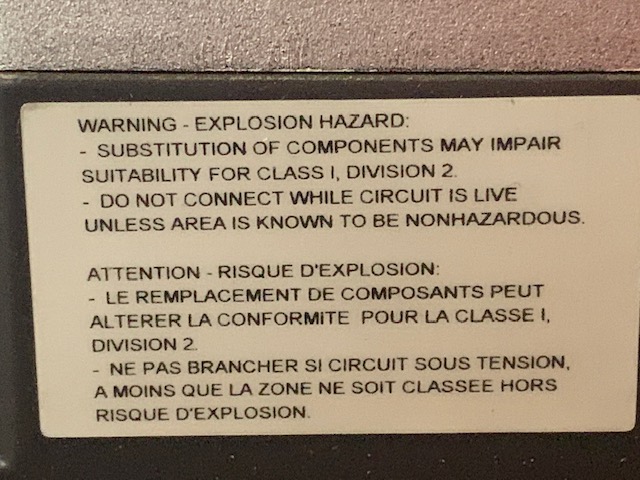 WARNING - EXPLOSION HAZARD:
- SUBSTITUTION OF COMPONENTS MAY IMPAIR
SUITABILITY FOR CLASS I, DIVISION 2.
- DO NOT CONNECT WHILE CIRCUIT IS LIVE
UNLESS AREA IS KNOWN TO BE NONHAZARDOUS.
ATTENTION - RISQUE D'EXPLOSION:
- LE REMPLACEMENT DE COMPOSANTS PEUT
ALTERER LA CONFORMITE POUR LA CLASSE I,
DIVISION 2.
- NE PAS BRANCHER SI CIRCUIT SOUS TENSION,
A MOINS QUE LA ZONE NE SOIT CLASSEE HORS
RISQUE D'EXPLOSION.